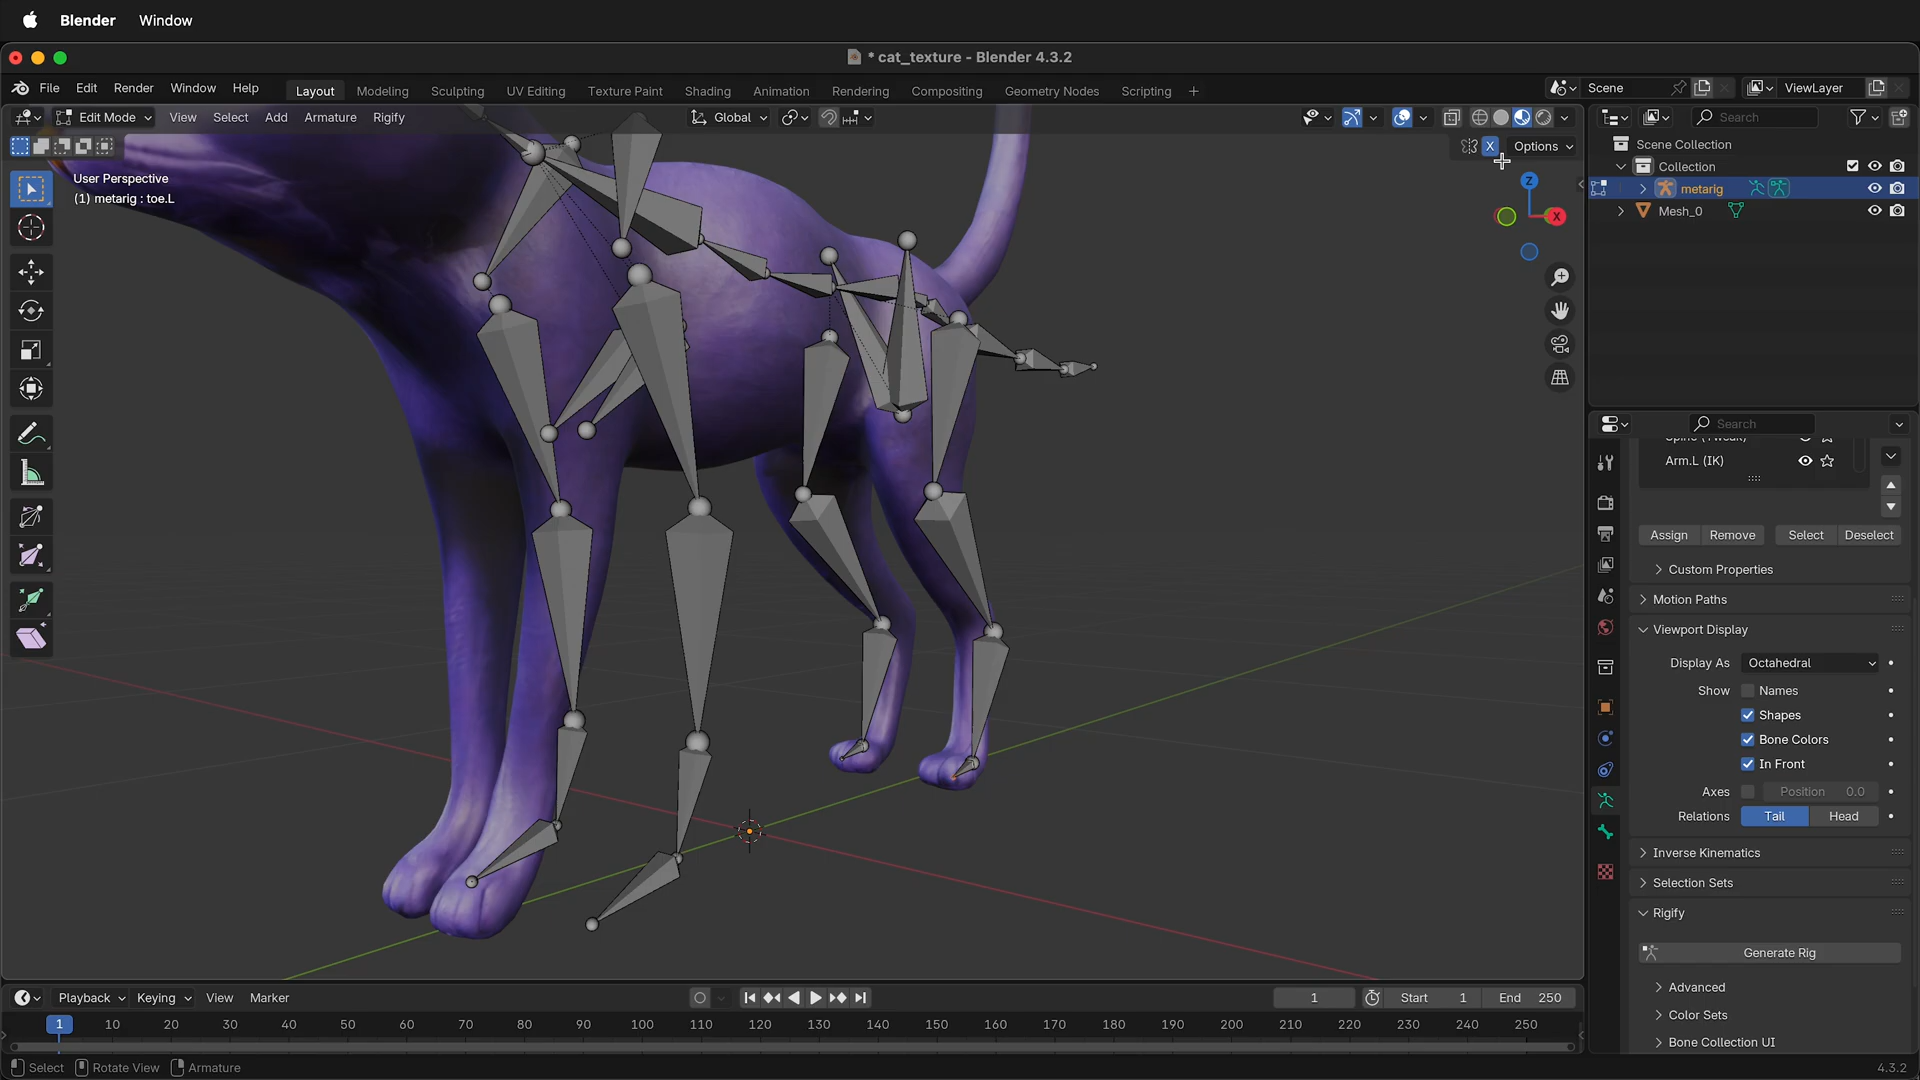 Blender Window
* cat_texture - Blender 4.3.2
File Edit Render Window Help Layout Modeling Sculpting UV Editing Texture Paint Shading Animation Rendering Compositing Geometry Nodes Scripting + Scene ViewLayer
Edit Mode View Select Add Armature Rigify Global Search
X Options
Scene Collection
Collection
metarig
Mesh_0
User Perspective
(1) metarig : toe.L
Z
X
Search
Arm.L (IK)
Assign Remove Select Deselect
Custom Properties
Motion Paths
Viewport Display
Display As Octahedral
Show Names
Shapes
Bone Colors
In Front
Axes Position 0.0
Relations Tail Head
Inverse Kinematics
Selection Sets
Rigify
Generate Rig
Advanced
Color Sets
Bone Collection UI
Playback Keying View Marker 1 Start 1 End 250
1 10 20 30 40 50 60 70 80 90 100 110 120 130 140 150 160 170 180 190 200 210 220 230 240 250
Select Rotate View Armature 4.3.2